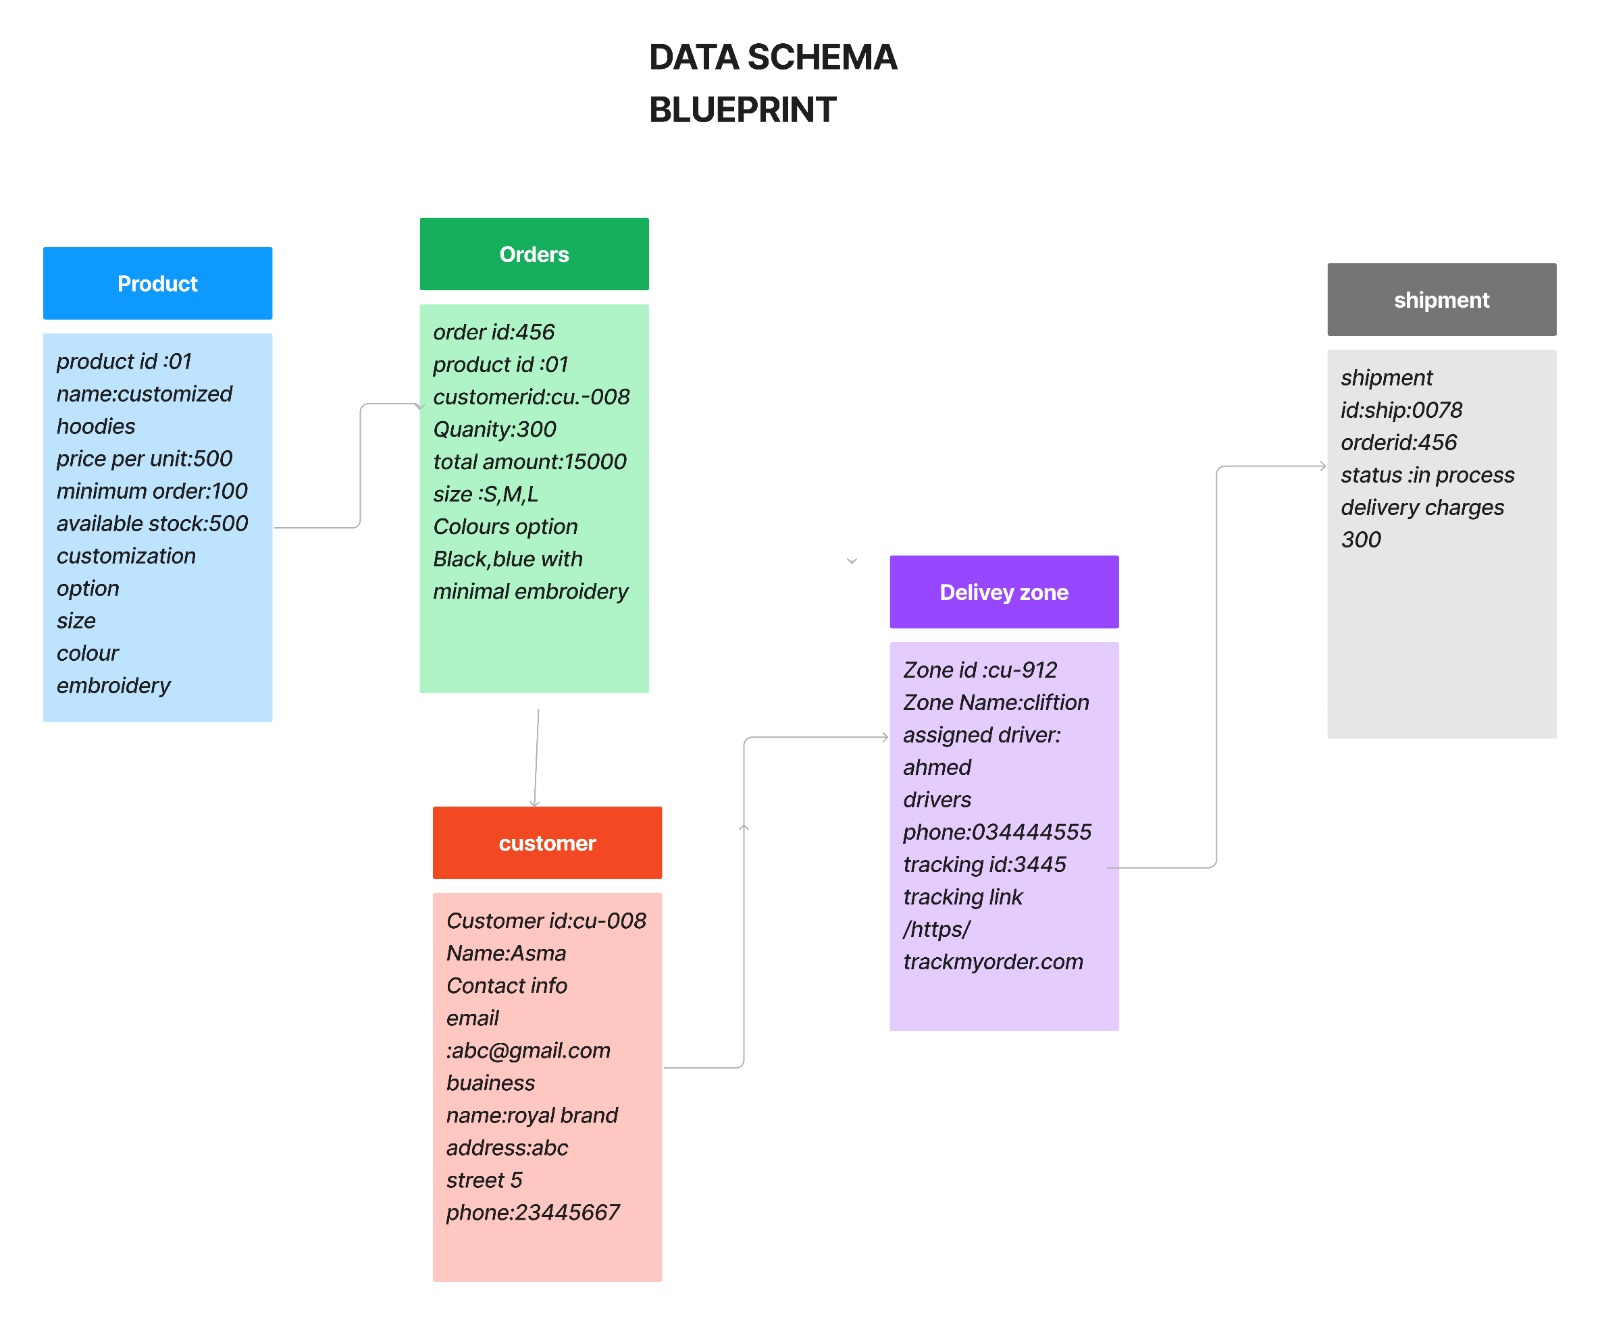 DATA SCHEMA
BLUEPRINT
Product
product id :01
name:customized
hoodies
price per unit:500
minimum order:100
available stock:500
customization
option
size
colour
embroidery
Orders
order id:456
product id :01
customerid:cu.-008
Quanity:300
total amount:15000
size :S,M,L
Colours option
Black,blue with
minimal embroidery
customer
Customer id:cu-008
Name:Asma
Contact info
email
:abc@gmail.com
buainess
name:royal brand
address:abc
street 5
phone:23445667
Delivey zone
Zone id :cu-912
Zone Name:cliftion
assigned driver:
ahmed
drivers
phone:034444555
tracking id:3445
tracking link
/https/
trackmyorder.com
shipment
shipment
id:ship:0078
orderid:456
status :in process
delivery charges
300